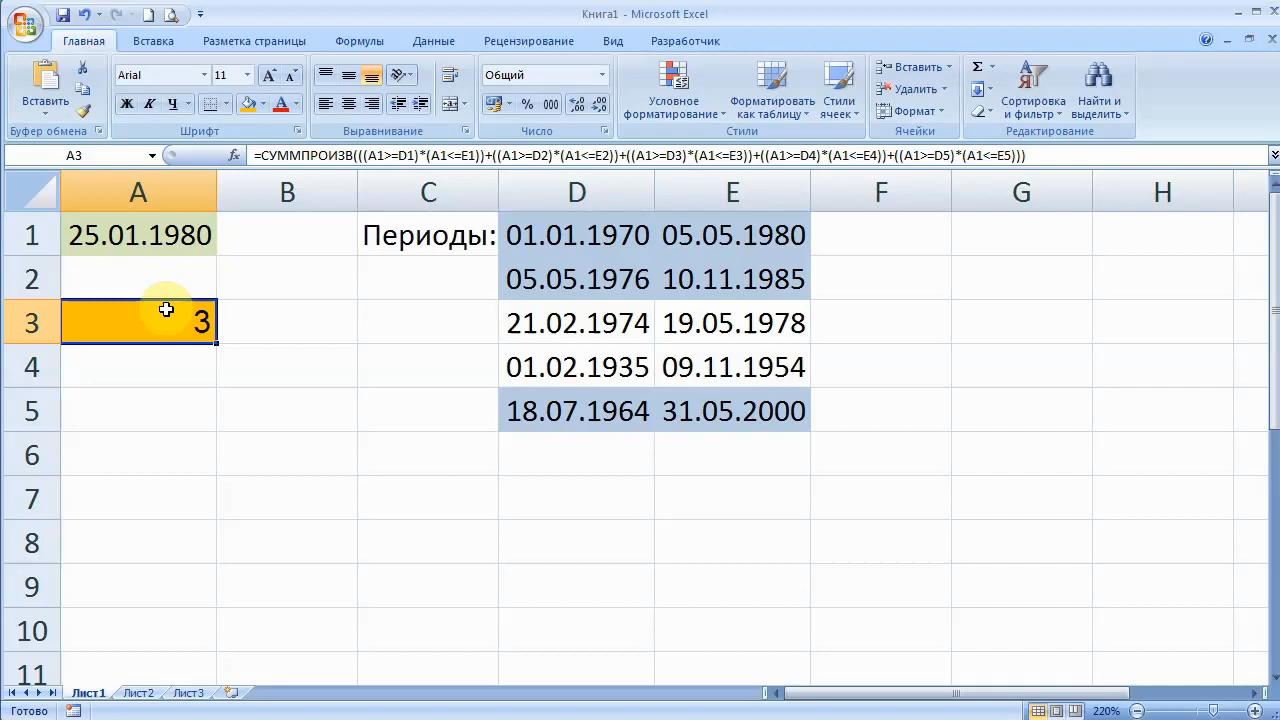 Книга1 - Microsoft Excel
Главная Вставка Разметка страницы Формулы Данные Рецензирование Вид Разработчик
Вставить
Буфер обмена
Arial 11
Ж К Ч
Шрифт
Выравнивание
Общий
% 000
Число
Условное форматирование
Форматировать как таблицу
Стили ячеек
Стили
Вставить
Удалить
Формат
Ячейки
Σ
Сортировка и фильтр
Найти и выделить
Редактирование
A3 fx =СУММПРОИЗВ(((A1>=D1)*(A1<=E1))+((A1>=D2)*(A1<=E2))+((A1>=D3)*(A1<=E3))+((A1>=D4)*(A1<=E4))+((A1>=D5)*(A1<=E5)))
A B C D E F G H
1 25.01.1980 Периоды: 01.01.1970 05.05.1980
2 05.05.1976 10.11.1985
3 3 21.02.1974 19.05.1978
4 01.02.1935 09.11.1954
5 18.07.1964 31.05.2000
6
7
8
9
10
11
Лист1 Лист2 Лист3
Готово 220%